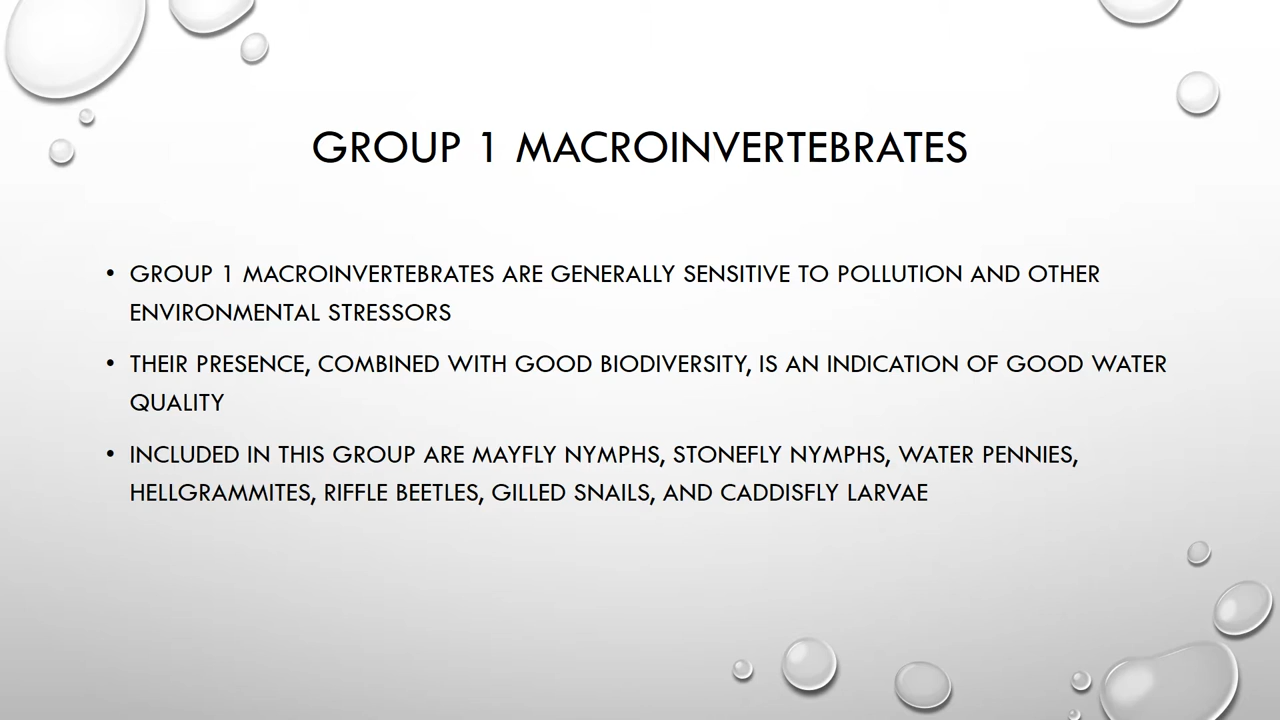 GROUP 1 MACROINVERTEBRATES
• GROUP 1 MACROINVERTEBRATES ARE GENERALLY SENSITIVE TO POLLUTION AND OTHER
ENVIRONMENTAL STRESSORS
• THEIR PRESENCE, COMBINED WITH GOOD BIODIVERSITY, IS AN INDICATION OF GOOD WATER
QUALITY
• INCLUDED IN THIS GROUP ARE MAYFLY NYMPHS, STONEFLY NYMPHS, WATER PENNIES,
HELLGRAMMITES, RIFFLE BEETLES, GILLED SNAILS, AND CADDISFLY LARVAE